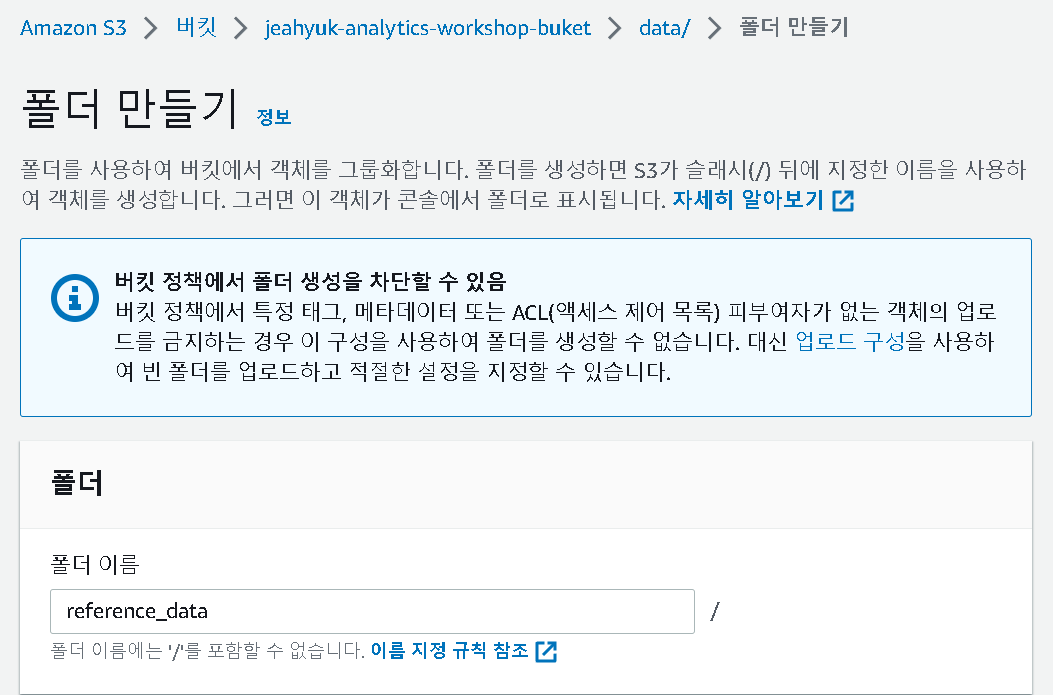 Amazon S3 > 버킷 > jeahyuk-analytics-workshop-buket > data/ > 폴더 만들기
폴더 만들기 정보
폴더를 사용하여 버킷에서 객체를 그룹화합니다. 폴더를 생성하면 S3가 슬래시(/) 뒤에 지정한 이름을 사용하
여 객체를 생성합니다. 그러면 이 객체가 콘솔에서 폴더로 표시됩니다. 자세히 알아보기
버킷 정책에서 폴더 생성을 차단할 수 있음
버킷 정책에서 특정 태그, 메타데이터 또는 ACL(액세스 제어 목록) 피부여자가 없는 객체의 업로
드를 금지하는 경우 이 구성을 사용하여 폴더를 생성할 수 없습니다. 대신 업로드 구성을 사용하
여 빈 폴더를 업로드하고 적절한 설정을 지정할 수 있습니다.
폴더
폴더 이름
reference_data /
폴더 이름에는 '/'를 포함할 수 없습니다. 이름 지정 규칙 참조